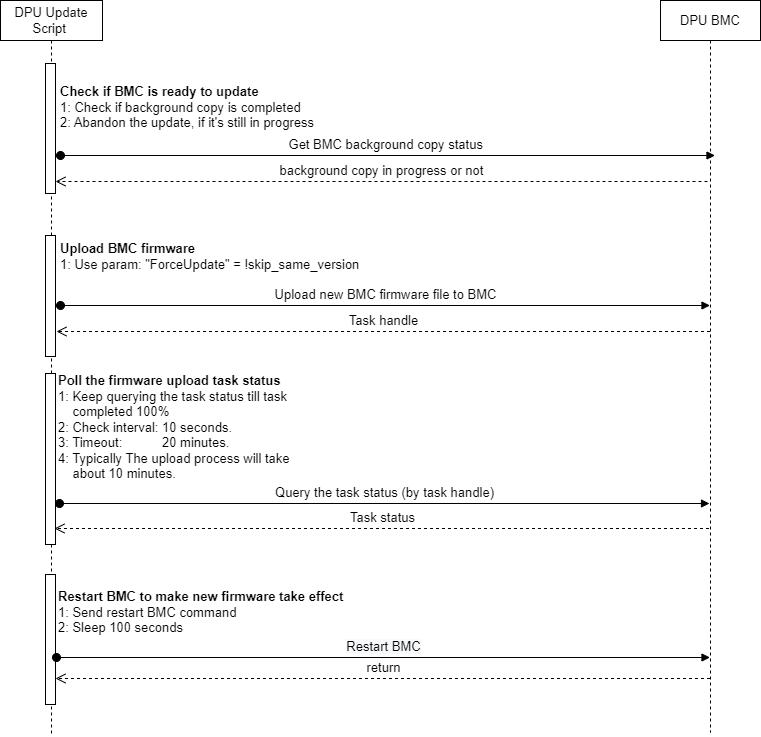 DPU Update
Script
DPU BMC
Check if BMC is ready to update
1: Check if background copy is completed
2: Abandon the update, if it's still in progress
Get BMC background copy status
background copy in progress or not
Upload BMC firmware
1: Use param: "ForceUpdate" = !skip_same_version
Upload new BMC firmware file to BMC
Task handle
Poll the firmware upload task status
1: Keep querying the task status till task
completed 100%
2: Check interval: 10 seconds.
3: Timeout: 20 minutes.
4: Typically The upload process will take
about 10 minutes.
Query the task status (by task handle)
Task status
Restart BMC to make new firmware take effect
1: Send restart BMC command
2: Sleep 100 seconds
Restart BMC
return